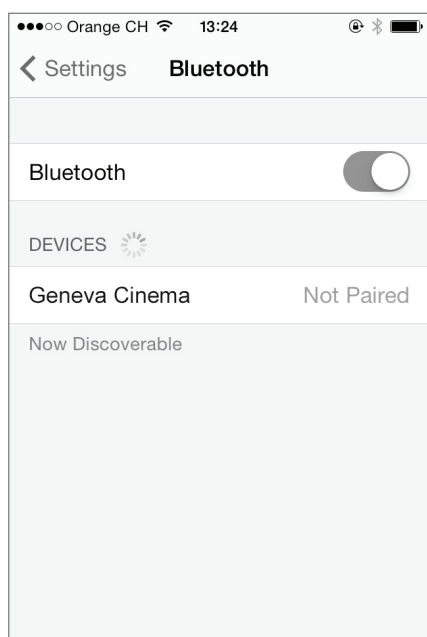 Orange CH 13:24
Settings Bluetooth
Bluetooth
DEVICES
Geneva Cinema Not Paired
Now Discoverable